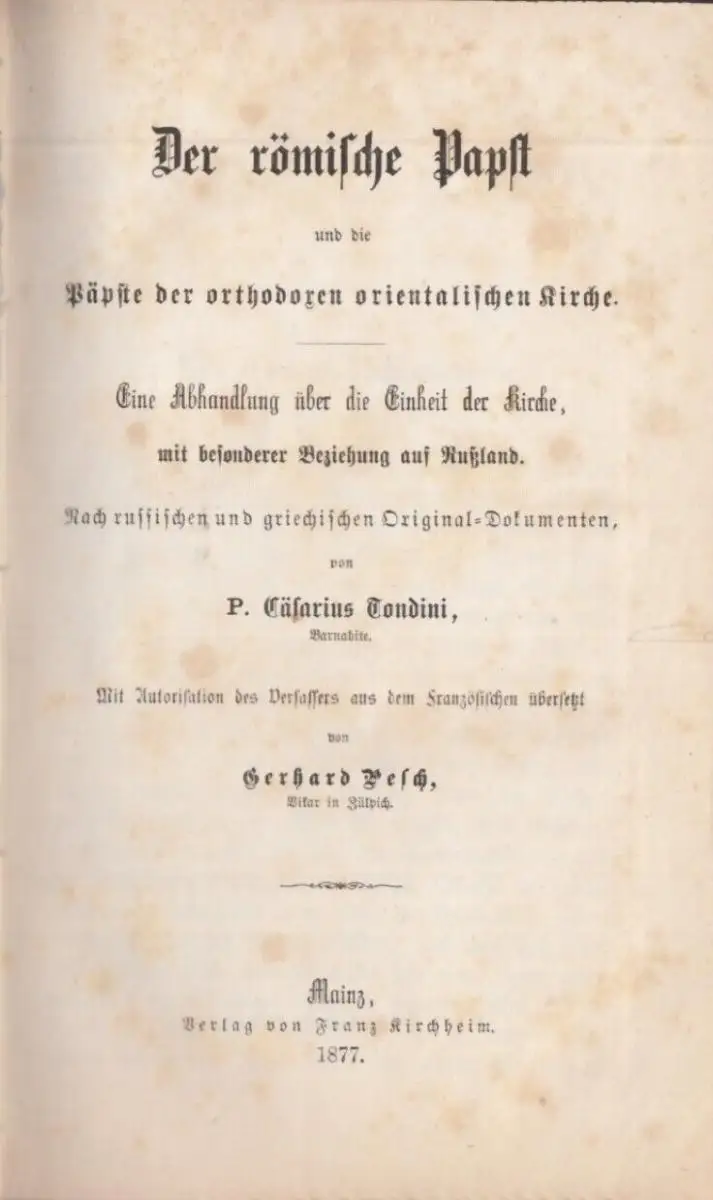 Der römische Papst
und die
Päpste der orthodoxen orientalischen Kirche.
Eine Abhandlung über die Einheit der Kirche,
mit besonderer Beziehung auf Rußland.
Nach russischen und griechischen Original-Dokumenten,
von
P. Cäsarius Tondini,
Barnabite.
Mit Autorisation des Verfassers aus dem Französischen übersetzt
von
Gerhard Pesch,
Vikar in Zülpich.
Mainz,
Verlag von Franz Kirchheim.
1877.